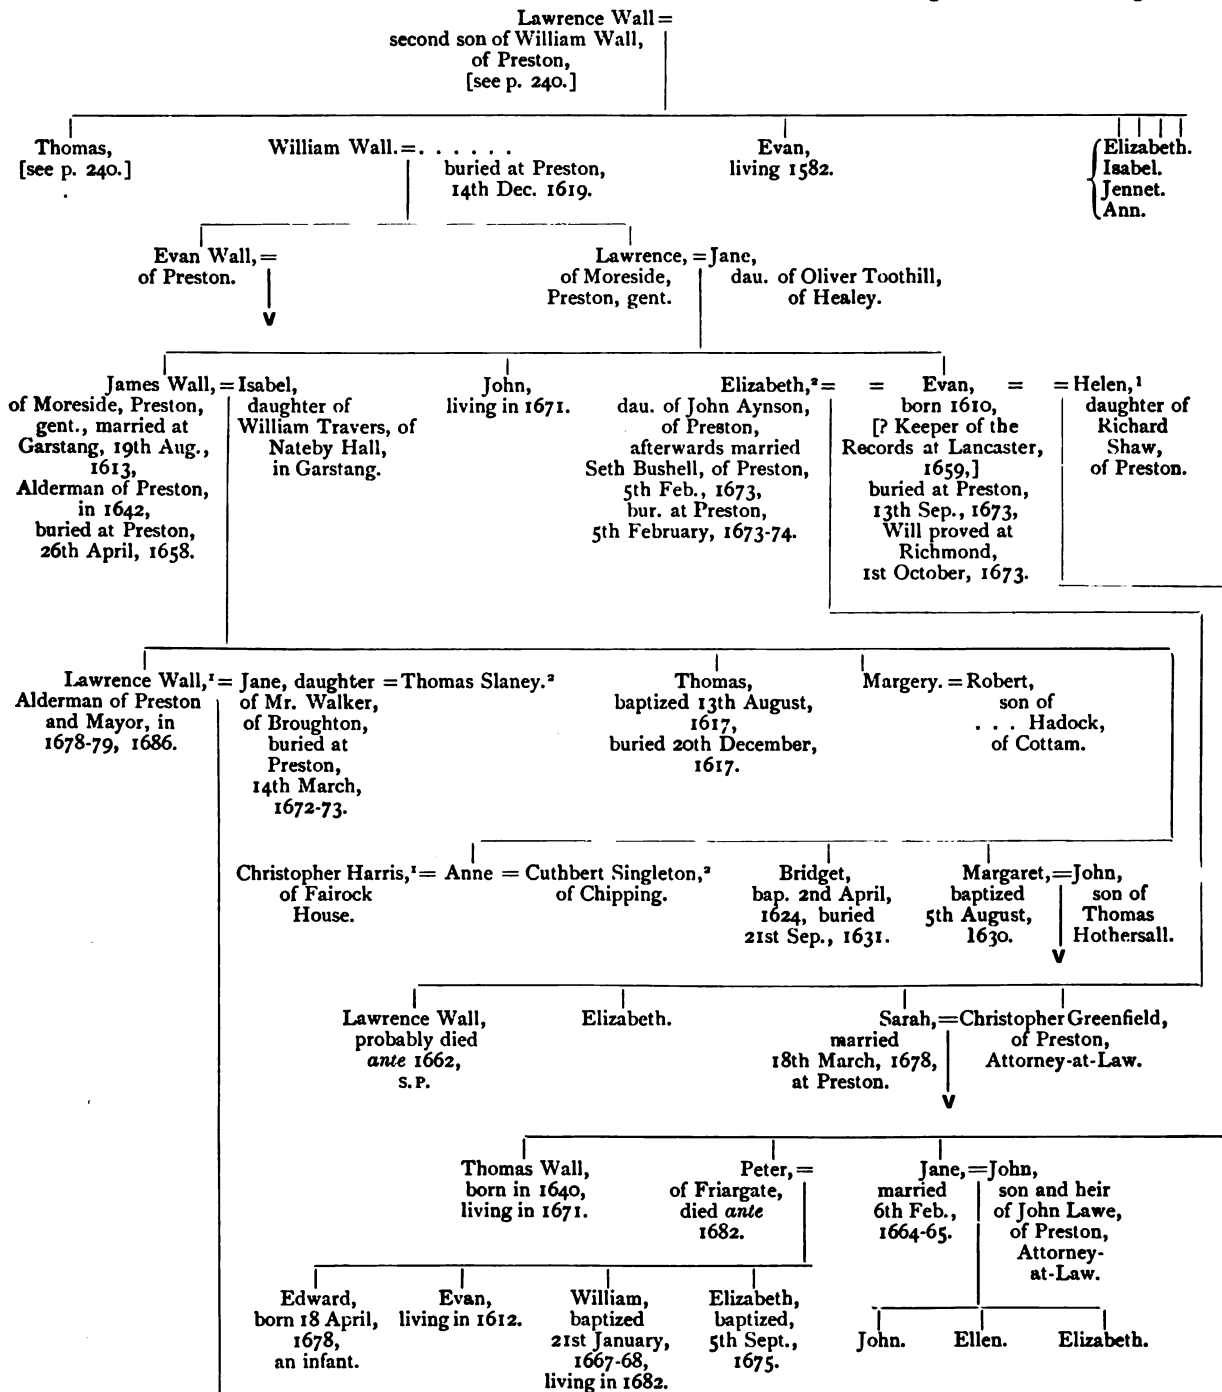 Lawrence Wall =
second son of William Wall,
of Preston,
[see p. 240.]
Thomas,
[see p. 240.]
William Wall. = . . . . . .
buried at Preston,
14th Dec. 1619.
Evan,
living 1582.
Elizabeth.
Isabel.
Jennet.
Ann.
Evan Wall, =
of Preston.
Lawrence, = Jane,
of Moreside,
Preston, gent.
dau. of Oliver Toothill,
of Healey.
James Wall, = Isabel,
of Moreside, Preston,
gent., married at
Garstang, 19th Aug.,
1613,
Alderman of Preston,
in 1642,
buried at Preston,
26th April, 1658.
daughter of
William Travers, of
Nateby Hall,
in Garstang.
John,
living in 1671.
Elizabeth,² =
dau. of John Aynson,
of Preston,
afterwards married
Seth Bushell, of Preston,
5th Feb., 1673,
bur. at Preston,
5th February, 1673-74.
= Evan, =
born 1610,
[? Keeper of the
Records at Lancaster,
1659,]
buried at Preston,
13th Sep., 1673,
Will proved at
Richmond,
1st October, 1673.
= Helen,¹
daughter of
Richard
Shaw,
of Preston.
Lawrence Wall,¹ = Jane, daughter = Thomas Slaney.²
Alderman of Preston
and Mayor, in
1678-79, 1686.
of Mr. Walker,
of Broughton,
buried at
Preston,
14th March,
1672-73.
Thomas,
baptized 13th August,
1617,
buried 20th December,
1617.
Margery. = Robert,
son of
. . . Hadock,
of Cottam.
Christopher Harris,¹ = Anne = Cuthbert Singleton,²
of Fairock
House.
of Chipping.
Bridget,
bap. 2nd April,
1624, buried
21st Sep., 1631.
Margaret, = John,
baptized
5th August,
1630.
son of
Thomas
Hothersall.
Lawrence Wall,
probably died
ante 1662,
S.P.
Elizabeth.
Sarah, = Christopher Greenfield,
married
18th March, 1678,
at Preston.
of Preston,
Attorney-at-Law.
Thomas Wall,
born in 1640,
living in 1671.
Peter, =
of Friargate,
died ante
1682.
Jane, = John,
married
6th Feb.,
1664-65.
son and heir
of John Lawe,
of Preston,
Attorney-
at-Law.
Edward,
born 18 April,
1678,
an infant.
Evan,
living in 1612.
William,
baptized
21st January,
1667-68,
living in 1682.
Elizabeth,
baptized,
5th Sept.,
1675.
John.
Ellen.
Elizabeth.